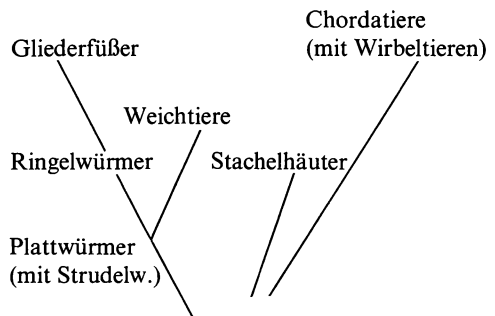 Chordatiere
(mit Wirbeltieren)
Gliederfüßer
Weichtiere
Ringelwürmer
Stachelhäuter
Plattwürmer
(mit Strudelw.)